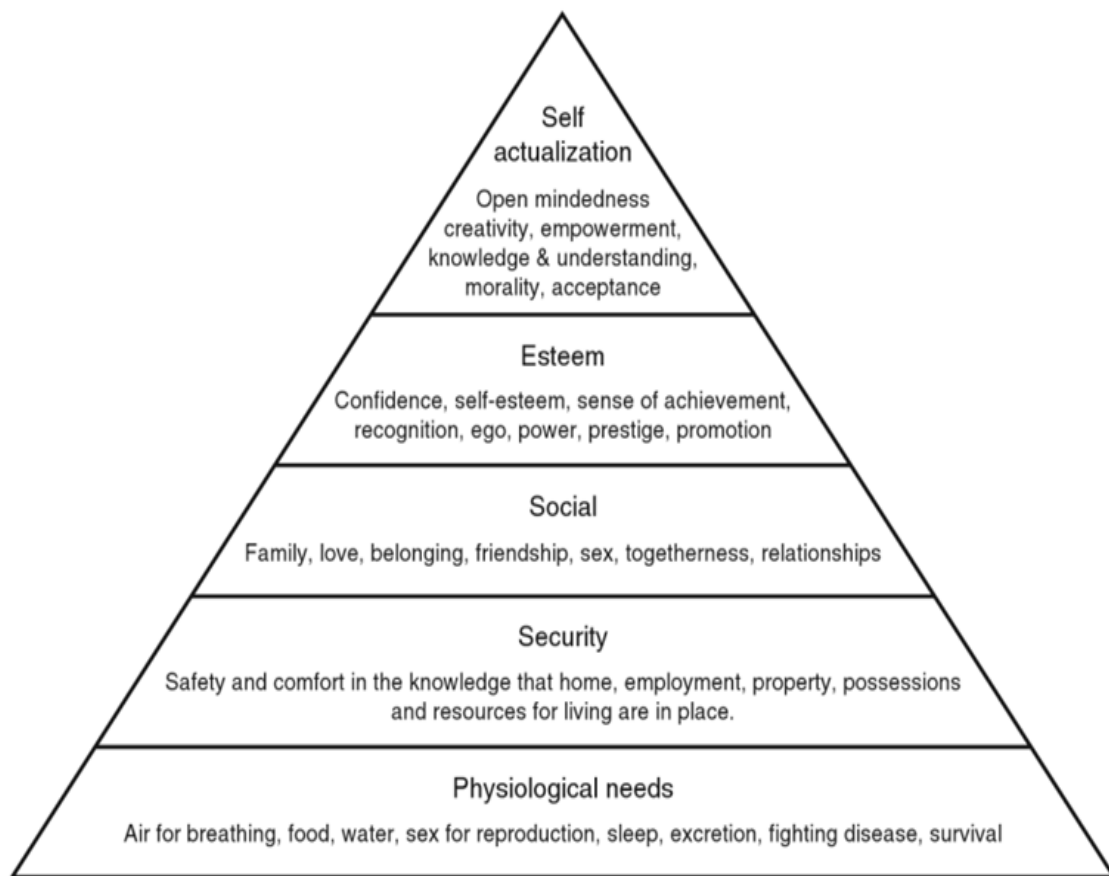 Self
actualization
Open mindedness
creativity, empowerment,
knowledge & understanding,
morality, acceptance
Esteem
Confidence, self-esteem, sense of achievement,
recognition, ego, power, prestige, promotion
Social
Family, love, belonging, friendship, sex, togetherness, relationships
Security
Safety and comfort in the knowledge that home, employment, property, possessions
and resources for living are in place.
Physiological needs
Air for breathing, food, water, sex for reproduction, sleep, excretion, fighting disease, survival